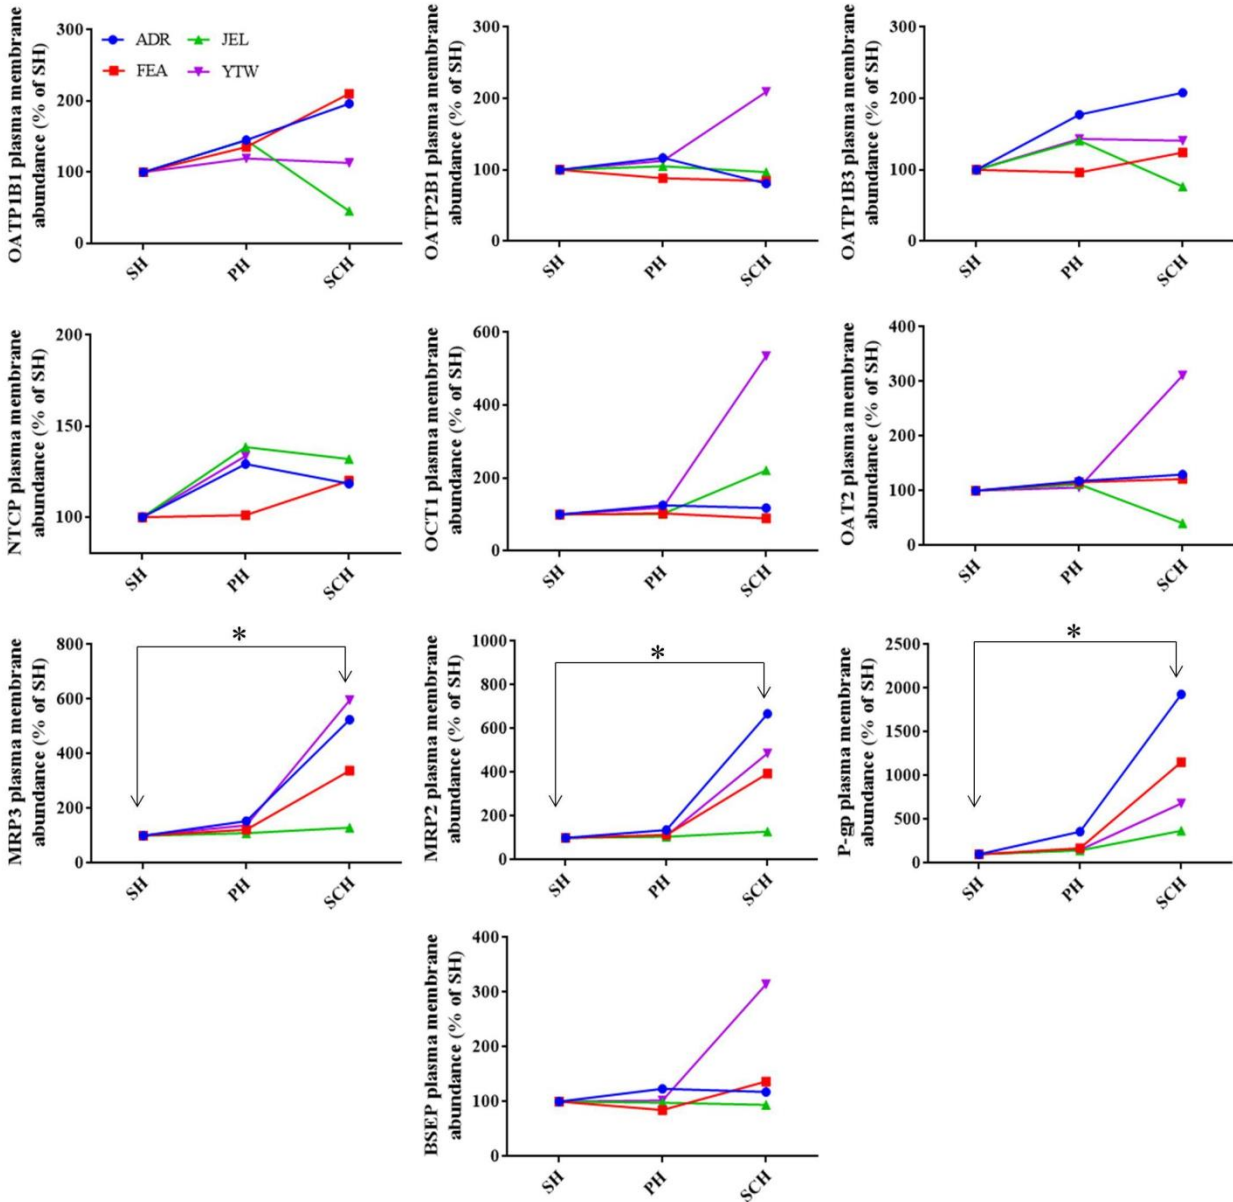 OATP1B1 plasma membrane
abundance (% of SH)
300
200
100
0
ADR
JEL
FEA
YTW
SH
PH
SCH
OATP2B1 plasma membrane
abundance (% of SH)
300
200
100
0
SH
PH
SCH
OATP1B3 plasma membrane
abundance (% of SH)
300
200
100
0
SH
PH
SCH
NTCP plasma membrane
abundance (% of SH)
200
150
100
SH
PH
SCH
OCT1 plasma membrane
abundance (% of SH)
600
400
200
0
SH
PH
SCH
OAT2 plasma membrane
abundance (% of SH)
400
300
200
100
0
SH
PH
SCH
MRP3 plasma membrane
abundance (% of SH)
800
600
400
200
0
*
SH
PH
SCH
MRP2 plasma membrane
abundance (% of SH)
1000
800
600
400
200
0
*
SH
PH
SCH
P-gp plasma membrane
abundance (% of SH)
2500
2000
1500
1000
500
0
*
SH
PH
SCH
BSEP plasma membrane
abundance (% of SH)
400
300
200
100
0
SH
PH
SCH